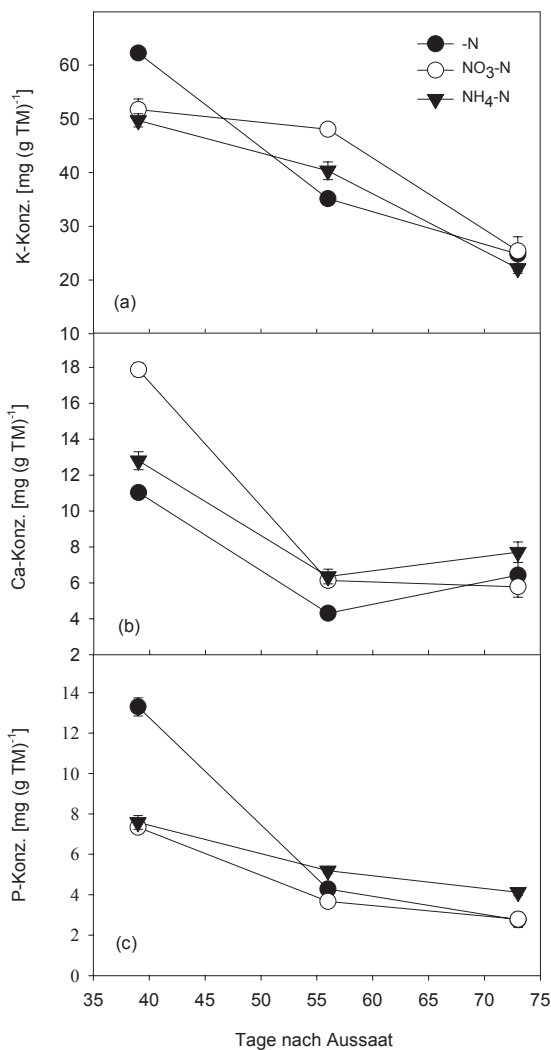 -N
NO3-N
NH4-N
60
50
40
30
20
10
K-Konz. [mg (g TM)-1]
(a)
18
16
14
12
10
8
6
4
2
Ca-Konz. [mg (g TM)-1]
(b)
14
12
10
8
6
4
2
0
P-Konz. [mg (g TM)-1]
(c)
35 40 45 50 55 60 65 70 75
Tage nach Aussaat